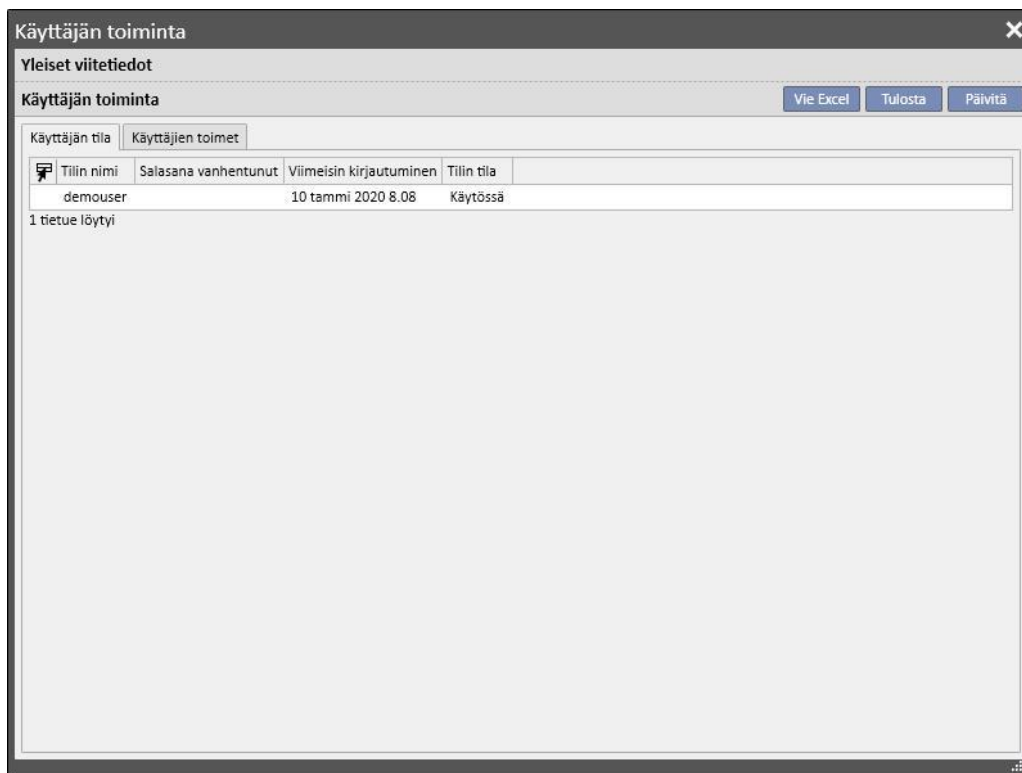 Käyttäjän toiminta
Yleiset viitetiedot
Käyttäjän toiminta Vie Excel Tulosta Päivitä
Käyttäjän tila Käyttäjien toimet
Tilin nimi Salasana vanhentunut Viimeisin kirjautuminen Tilin tila
demouser 10 tammi 2020 8.08 Käytössä
1 tietue löytyi